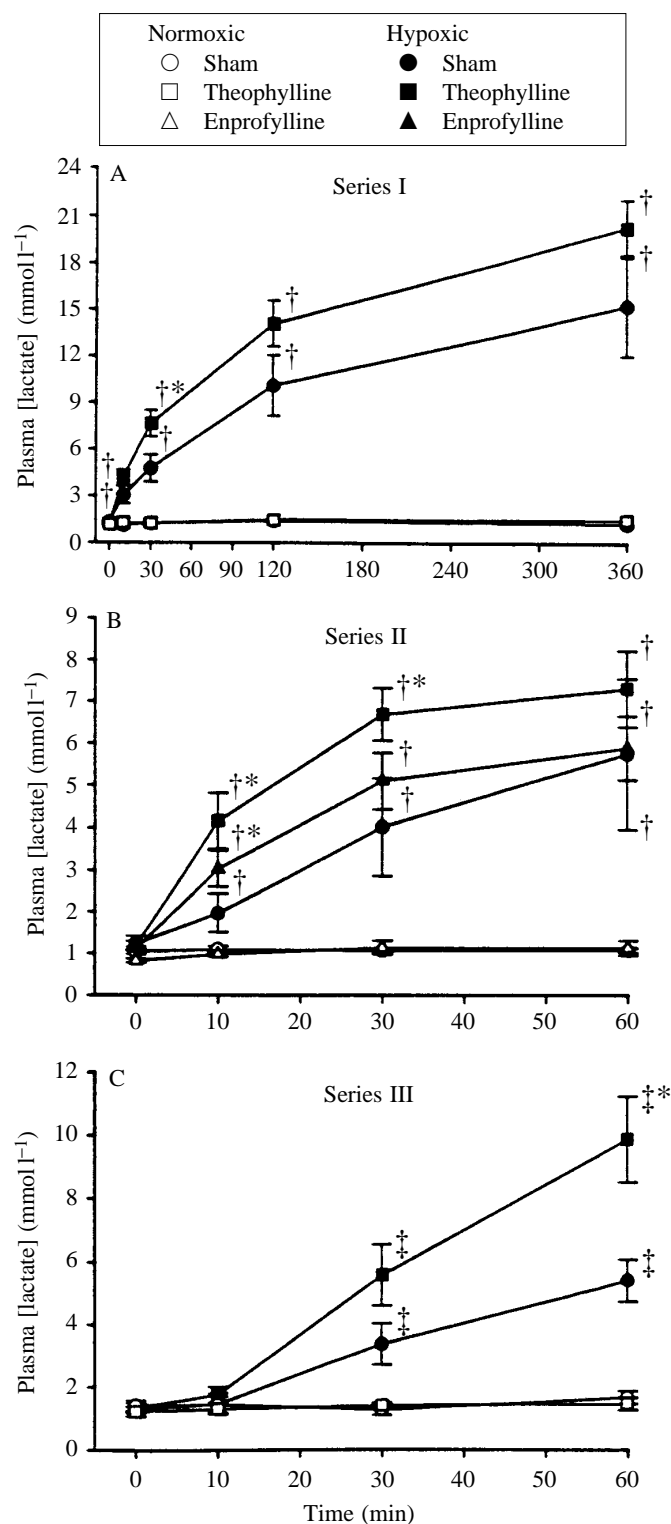 Normoxic Hypoxic
○ Sham ● Sham
□ Theophylline ■ Theophylline
△ Enprofylline ▲ Enprofylline
A
Series I
Plasma [lactate] (mmol l⁻¹)
24
21
18
15
12
9
6
3
0
† † † † †* † † †
0 30 60 90 120 180 240 300 360
B
Series II
Plasma [lactate] (mmol l⁻¹)
9
8
7
6
5
4
3
2
1
0
†* †* † †* † † † † †
0 10 20 30 40 50 60
C
Series III
Plasma [lactate] (mmol l⁻¹)
12
10
8
6
4
2
0
‡ ‡ ‡* ‡
0 10 20 30 40 50 60
Time (min)